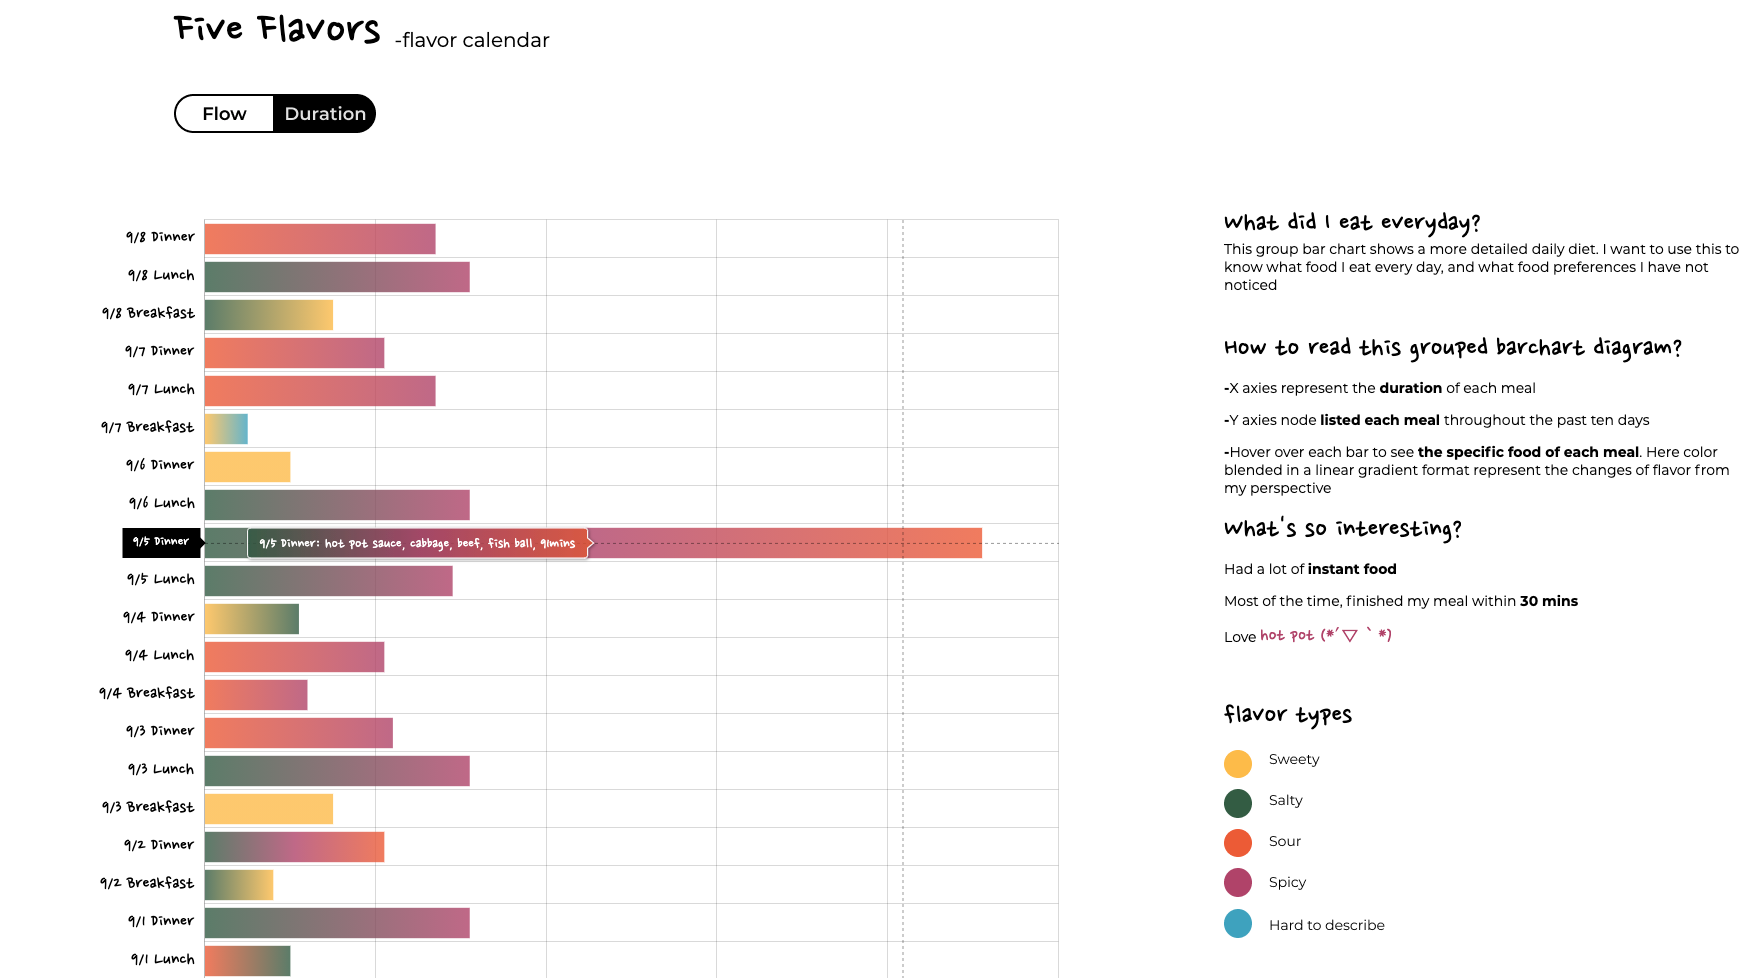 Five Flavors -flavor calendar
Flow Duration
9/8 Dinner
9/8 Lunch
9/8 Breakfast
9/7 Dinner
9/7 Lunch
9/7 Breakfast
9/6 Dinner
9/6 Lunch
9/5 Dinner
9/5 Dinner: hot pot sauce, cabbage, beef, fish ball, 91mins
9/5 Lunch
9/4 Dinner
9/4 Lunch
9/4 Breakfast
9/3 Dinner
9/3 Lunch
9/3 Breakfast
9/2 Dinner
9/2 Breakfast
9/1 Dinner
9/1 Lunch
What did I eat everyday?
This group bar chart shows a more detailed daily diet. I want to use this to
know what food I eat every day, and what food preferences I have not
noticed
How to read this grouped barchart diagram?
-X axies represent the duration of each meal
-Y axies node listed each meal throughout the past ten days
-Hover over each bar to see the specific food of each meal. Here color
blended in a linear gradient format represent the changes of flavor from
my perspective
What's so interesting?
Had a lot of instant food
Most of the time, finished my meal within 30 mins
Love hot pot (*´▽｀*)
flavor types
Sweety
Salty
Sour
Spicy
Hard to describe